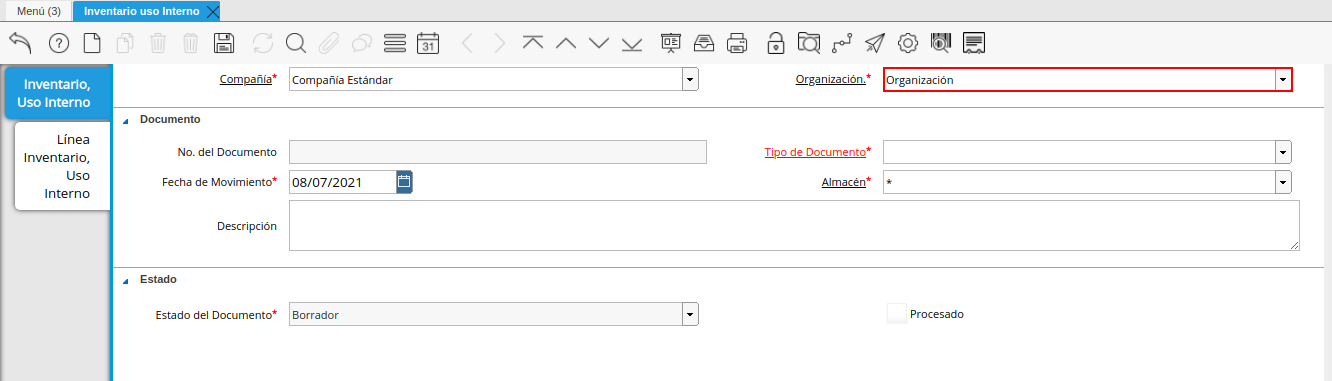 Menú (3)
Inventario uso Interno
31
Inventario,
Uso Interno
Línea
Inventario,
Uso
Interno
Compañía* Compañía Estándar Organización.* Organización
Documento
No. del Documento Tipo de Documento*
Fecha de Movimiento* 08/07/2021 Almacén* *
Descripción
Estado
Estado del Documento* Borrador Procesado